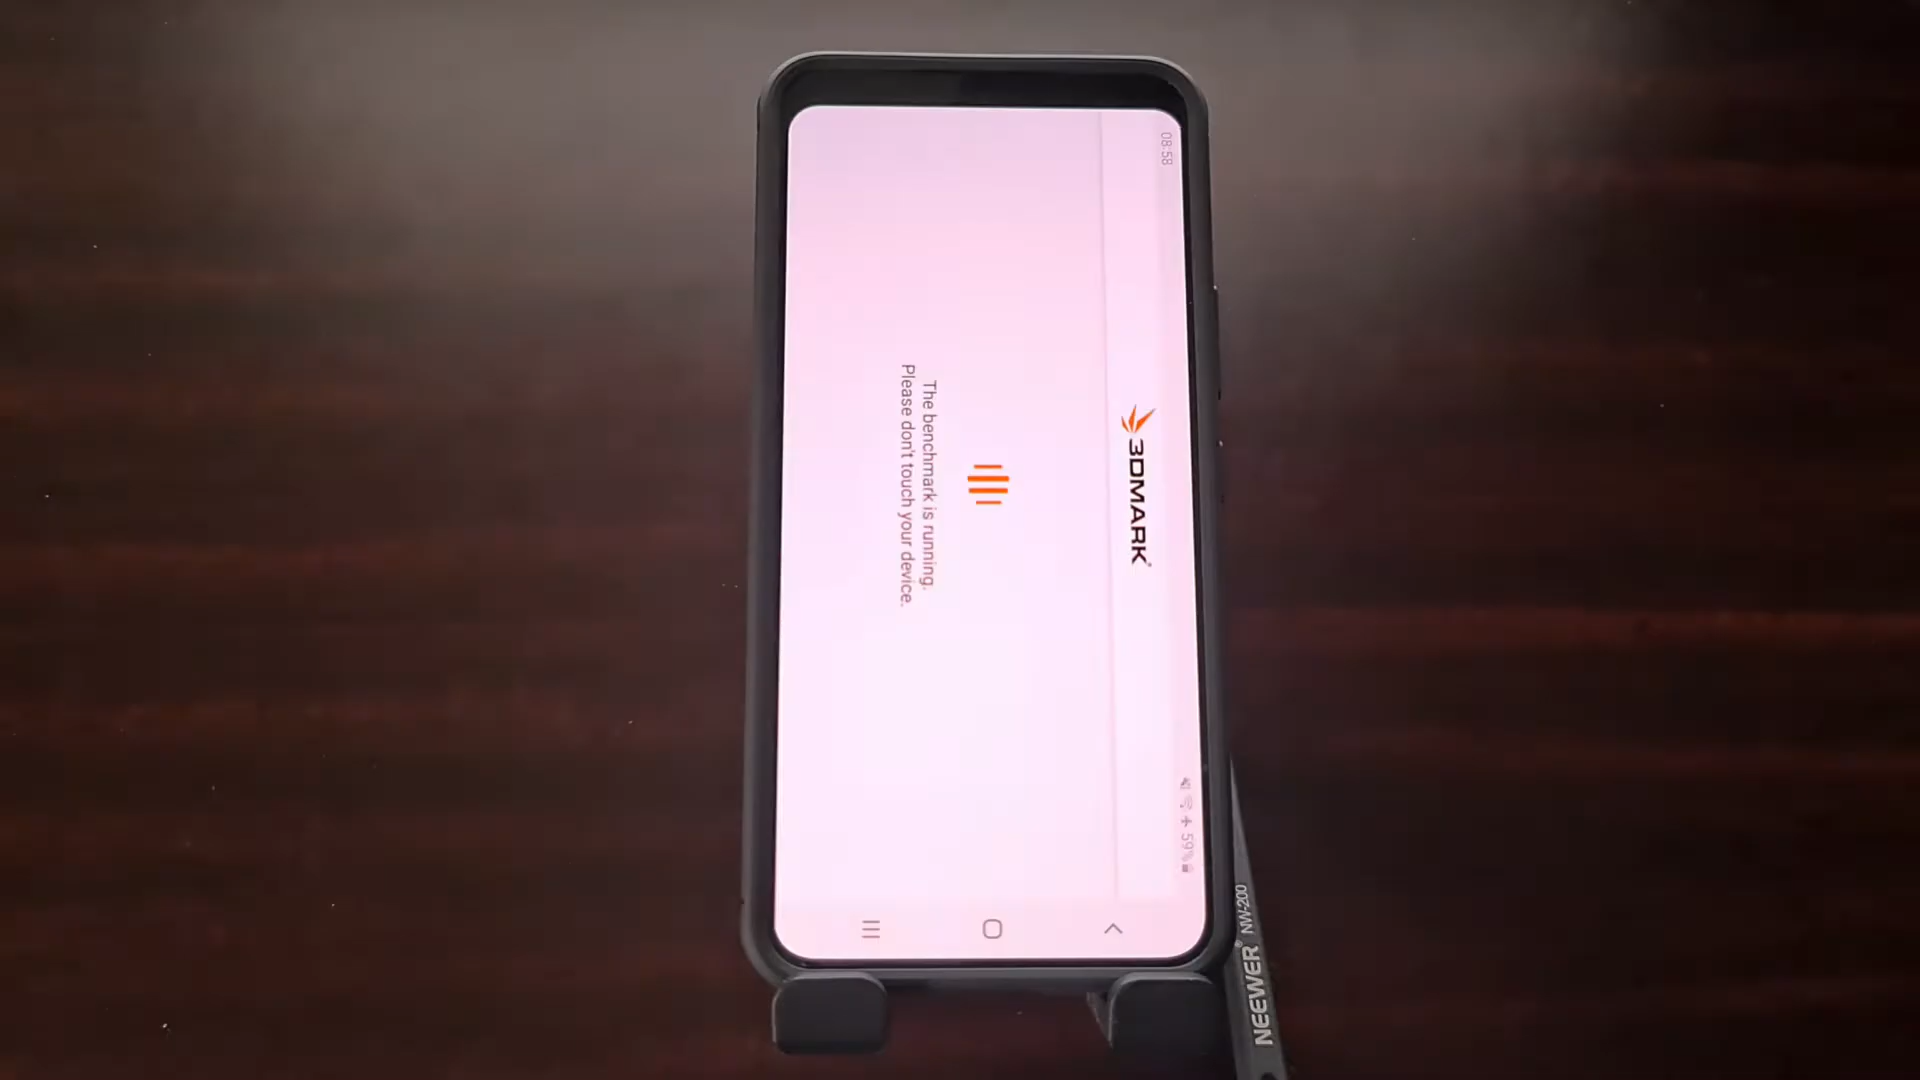 08:58
59%
3DMARK
The benchmark is running.
Please don't touch your device.
NEEWER® NW-200